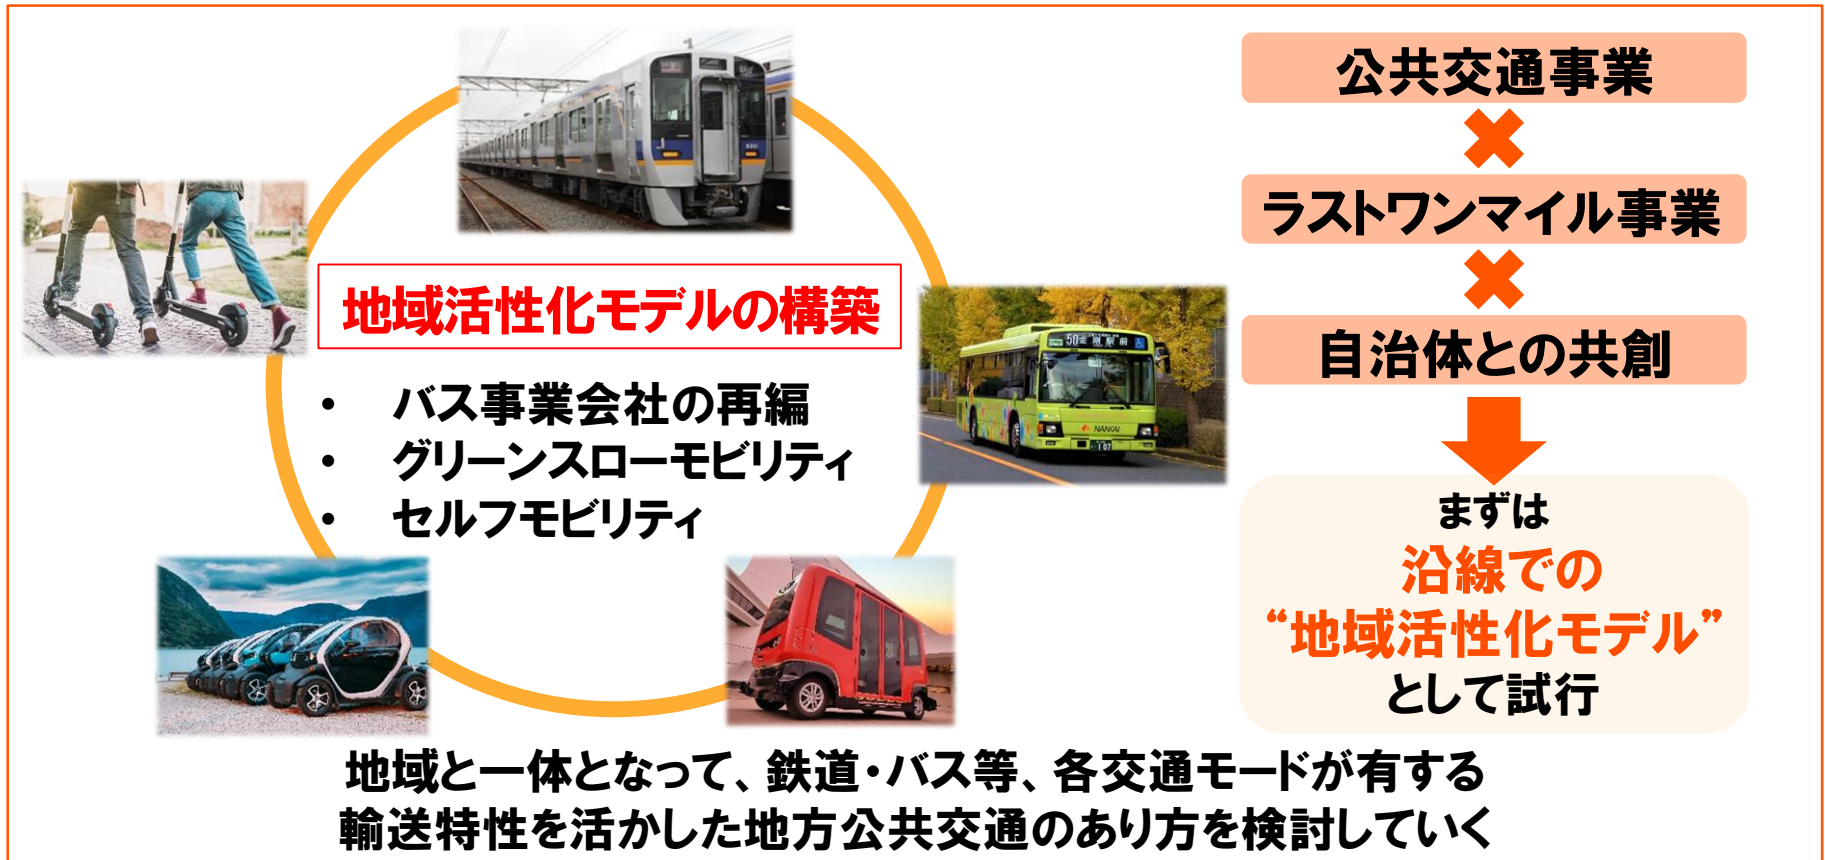 地域活性化モデルの構築
・ バス事業会社の再編
・ グリーンスローモビリティ
・ セルフモビリティ
50 金剛駅前
NANKAI
・107
公共交通事業
✖
ラストワンマイル事業
✖
自治体との共創
まずは
沿線での
“地域活性化モデル”
として試行
地域と一体となって、鉄道・バス等、各交通モードが有する
輸送特性を活かした地方公共交通のあり方を検討していく